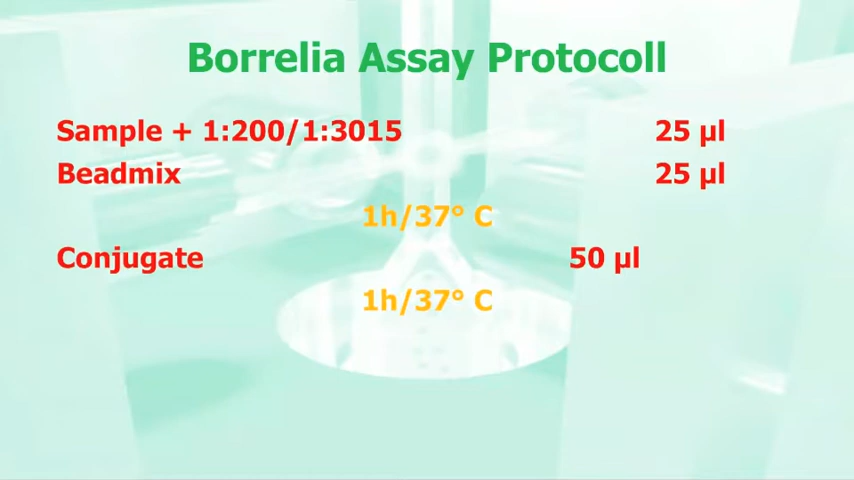 Borrelia Assay Protocoll
Sample + 1:200/1:3015 25 µl
Beadmix 25 µl
1h/37° C
Conjugate 50 µl
1h/37° C